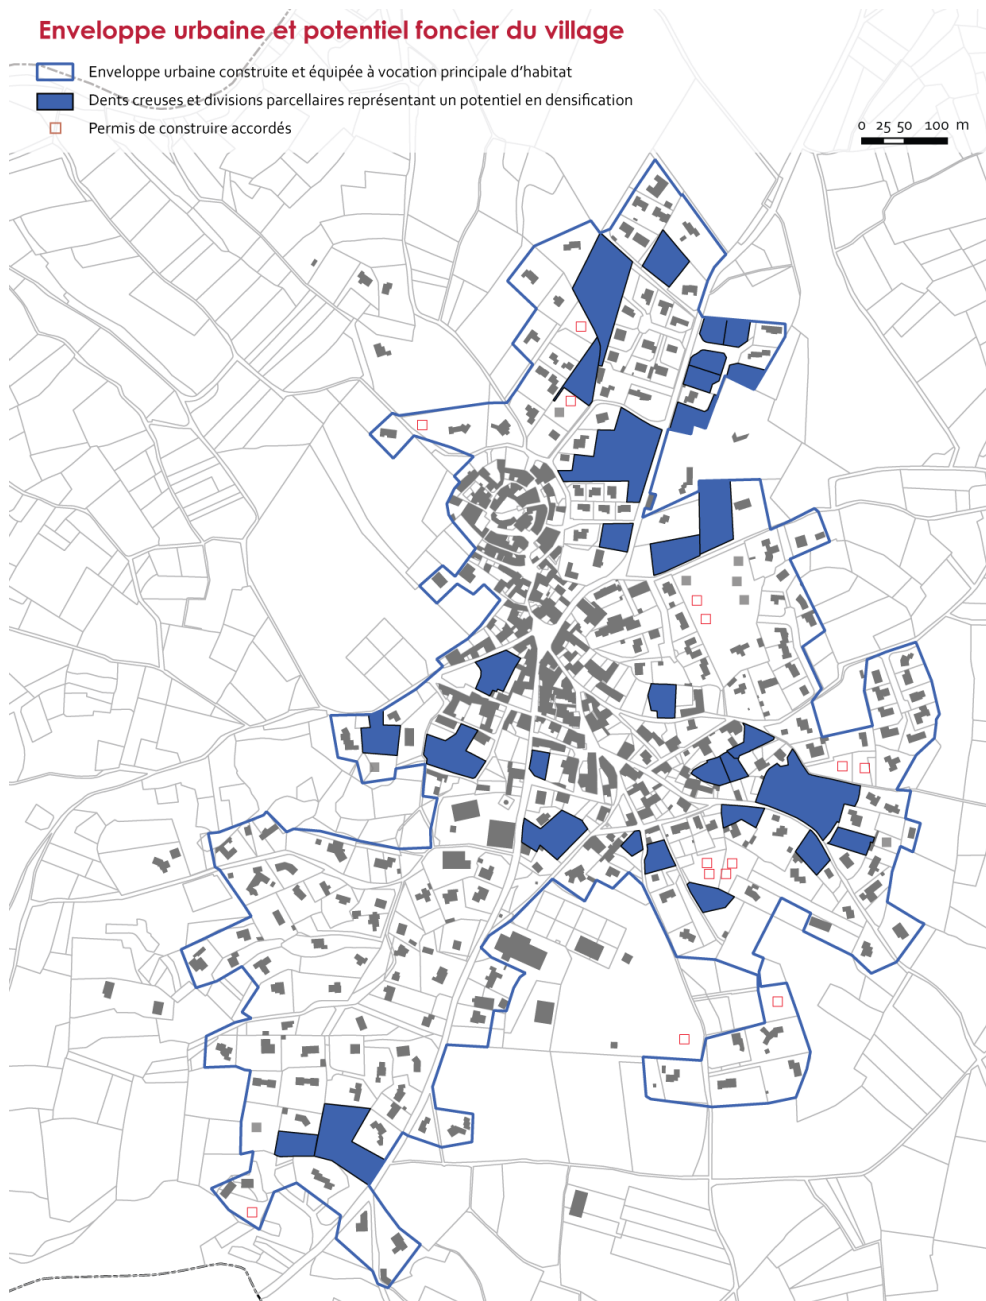 Enveloppe urbaine et potentiel foncier du village
Enveloppe urbaine construite et équipée à vocation principale d'habitat
Dents creuses et divisions parcellaires représentant un potentiel en densification
Permis de construire accordés
0 25 50 100 m